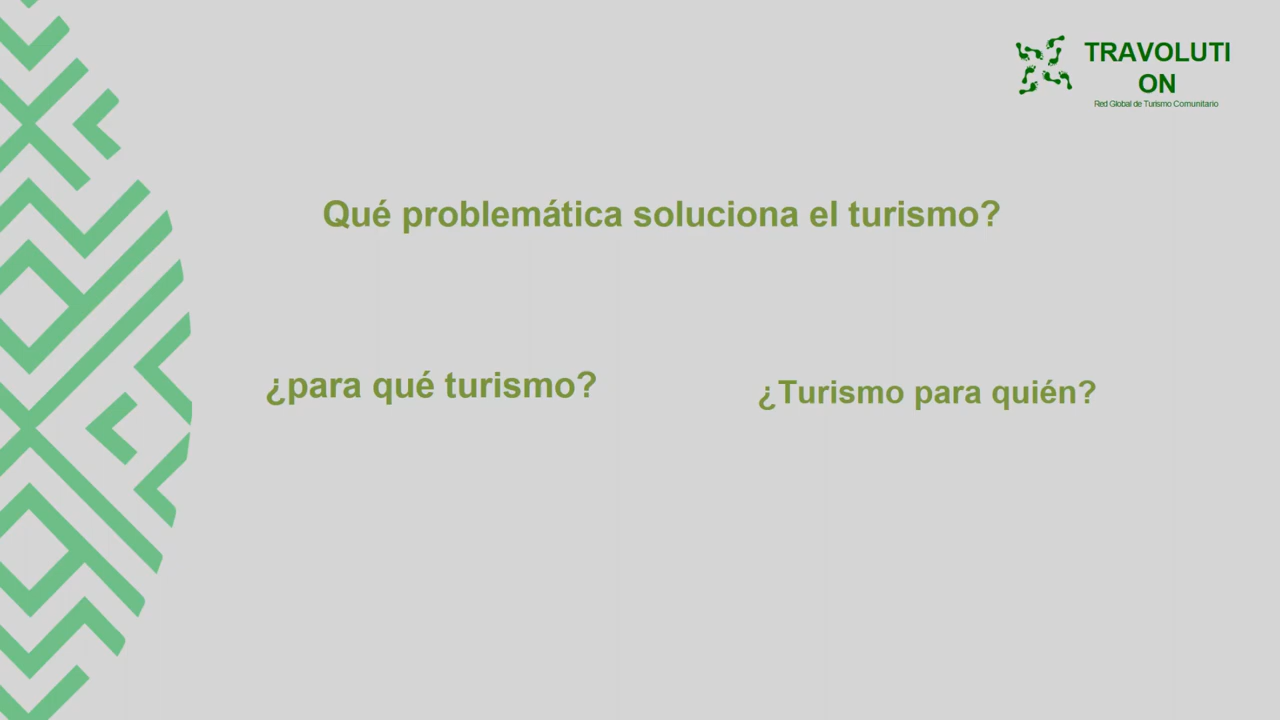 TRAVOLUTI
ON
Red Global de Turismo Comunitario
Qué problemática soluciona el turismo?
¿para qué turismo?
¿Turismo para quién?